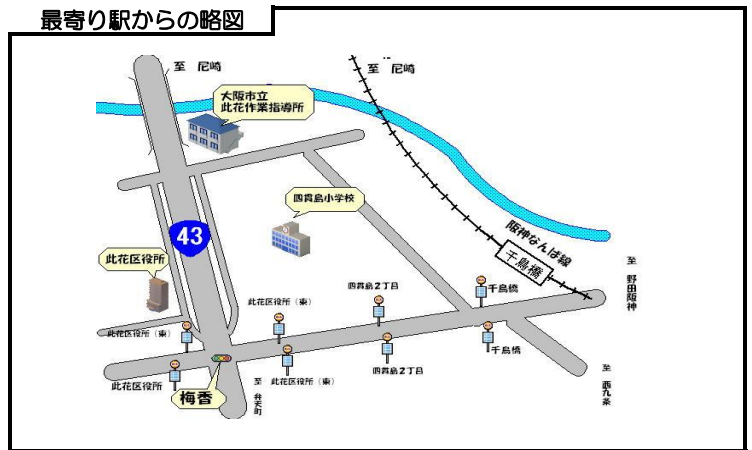 最寄り駅からの略図
至 尼崎
至 尼崎
大阪市立
此花作業指導所
四貫島小学校
43
阪神なんば線
千鳥橋
此花区役所
至 野田阪神
千鳥橋
四貫島2丁目
此花区役所（東）
此花区役所（東）
千鳥橋
四貫島2丁目
此花区役所（東）
此花区役所
梅香
至 弁天町
至 西九条